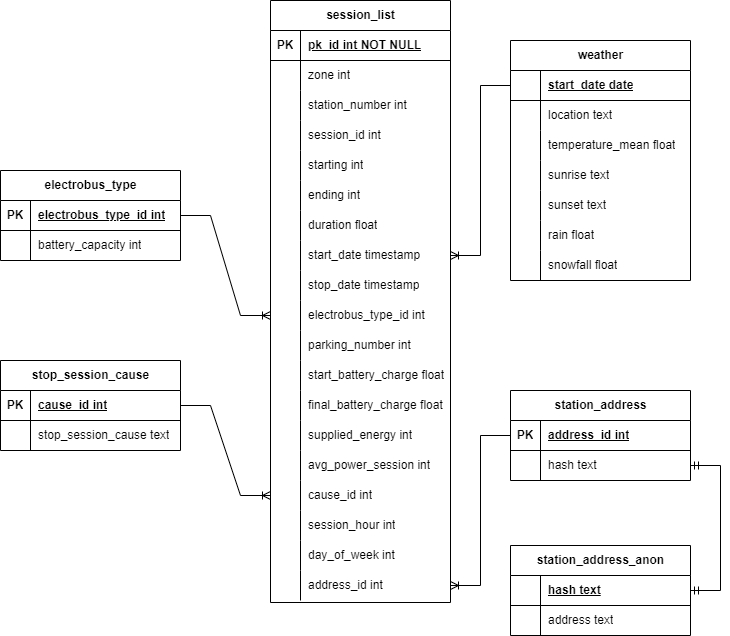 session_list
PK pk_id int NOT NULL
zone int
station_number int
session_id int
starting int
ending int
duration float
start_date timestamp
stop_date timestamp
electrobus_type_id int
parking_number int
start_battery_charge float
final_battery_charge float
supplied_energy int
avg_power_session int
cause_id int
session_hour int
day_of_week int
address_id int
electrobus_type
PK electrobus_type_id int
battery_capacity int
stop_session_cause
PK cause_id int
stop_session_cause text
weather
start_date date
location text
temperature_mean float
sunrise text
sunset text
rain float
snowfall float
station_address
PK address_id int
hash text
station_address_anon
hash text
address text